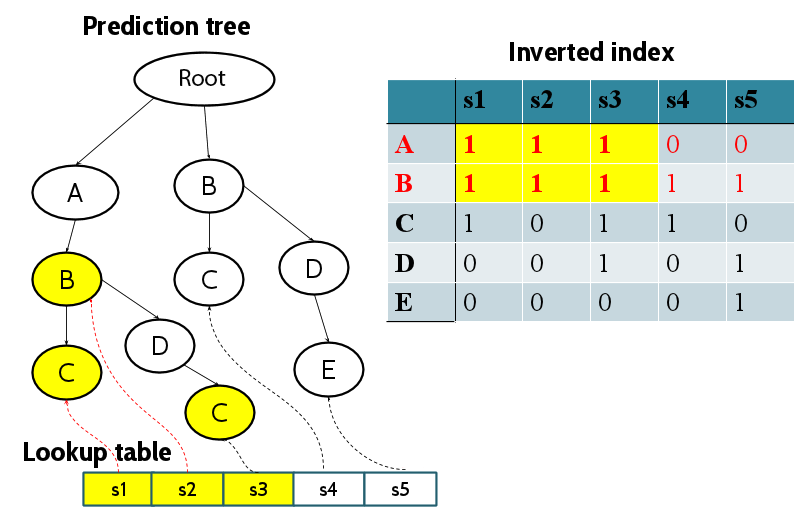 Prediction tree
Root
A
B
B
C
D
D
C
E
C
Lookup table
s1 s2 s3 s4 s5
Inverted index
s1 s2 s3 s4 s5
A 1 1 1 0 0
B 1 1 1 1 1
C 1 0 1 1 0
D 0 0 1 0 1
E 0 0 0 0 1